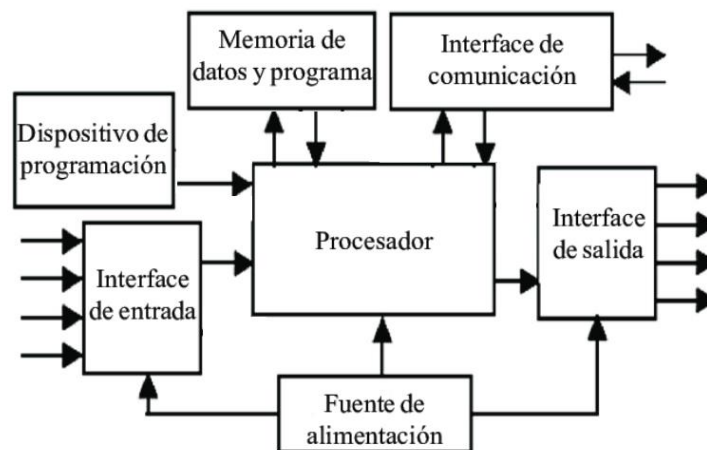 Memoria de
datos y programa
Interface de
comunicación
Dispositivo de
programación
Procesador
Interface
de salida
Interface
de entrada
Fuente de
alimentación